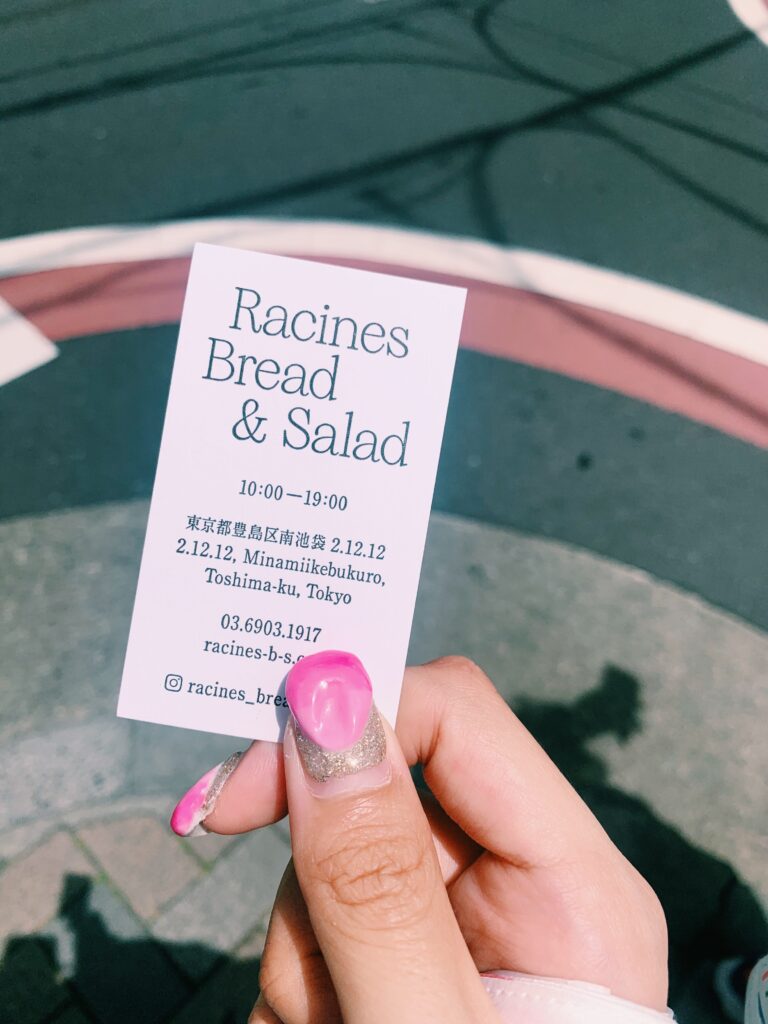 Racines
Bread
& Salad
10:00—19:00
東京都豊島区南池袋 2.12.12
2.12.12, Minamiikebukuro,
Toshima-ku, Tokyo
03.6903.1917